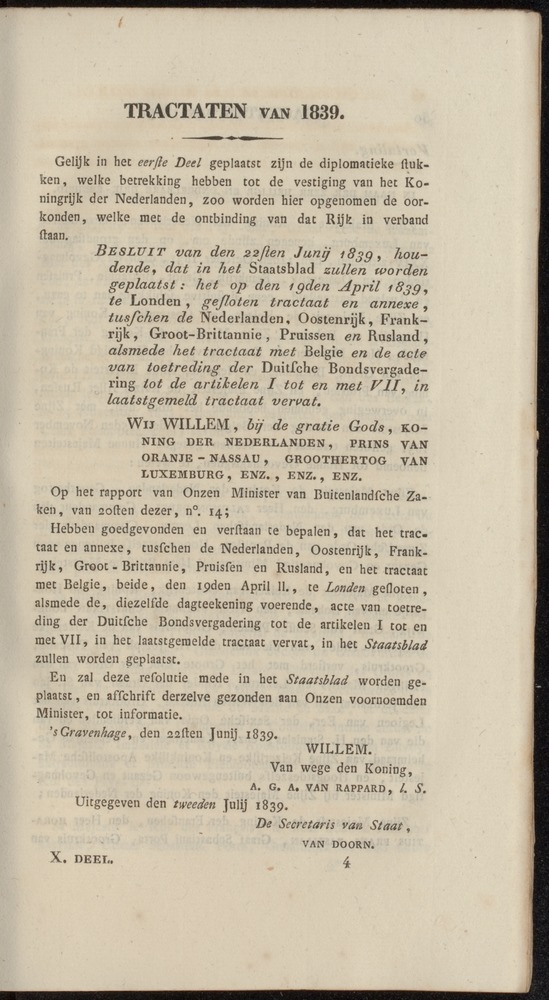 TRACTATEN VAN 1839.
Gelijk in het eerſte Deel geplaatst zijn de diplomatieke ſtuk-
ken, welke betrekking hebben tot de vestiging van het Ko-
ningrijk der Nederlanden, zoo worden hier opgenomen de oor-
konden, welke met de ontbinding van dat Rijk in verband
ſtaan.
BESLUIT van den 22ſten Junij 1839, hou-
dende, dat in het Staatsblad zullen worden
geplaatst: het op den 19den April 1839,
te Londen, geſloten tractaat en annexe,
tusſchen de Nederlanden, Oostenrijk, Frank-
rijk, Groot-Brittannie, Pruissen en Rusland,
alsmede het tractaat met Belgie en de acte
van toetreding der Duitſche Bondsvergade-
ring tot de artikelen I tot en met VII, in
laatstgemeld tractaat vervat.
WIJ WILLEM, bij de gratie Gods, KO-
NING DER NEDERLANDEN, PRINS VAN
ORANJE-NASSAU, GROOTHERTOG VAN
LUXEMBURG, ENZ., ENZ., ENZ.
Op het rapport van Onzen Minister van Buitenlandſche Za-
ken, van 20ſten dezer, n°. 14;
Hebben goedgevonden en verſtaan te bepalen, dat het trac-
taat en annexe, tusſchen de Nederlanden, Oostenrijk, Frank-
rijk, Groot-Brittannie, Pruisſen en Rusland, en het tractaat
met Belgie, beide, den 19den April ll., te Londen geſloten,
alsmede de, diezelfde dagteekening voerende, acte van toetre-
ding der Duitſche Bondsvergadering tot de artikelen I tot en
met VII, in het laatstgemelde tractaat vervat, in het Staatsblad
zullen worden geplaatst.
En zal deze reſolutie mede in het Staatsblad worden ge-
plaatst, en afſchrift derzelve gezonden aan Onzen voornoemden
Minister, tot informatie.
's Gravenhage, den 22ſten Junij 1839.
WILLEM.
Van wege den Koning,
A. G. A. VAN RAPPARD, l. S.
Uitgegeven den tweeden Julij 1839.
De Secretaris van Staat,
VAN DOORN.
X. DEEL. 4